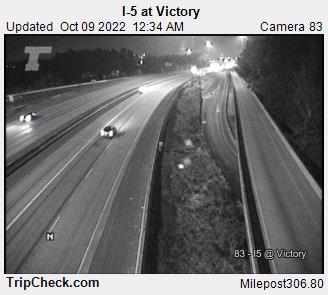 I-5 at Victory
Updated Oct 09 2022 12:34 AM Camera 83
T
N
83 - I5 @ Victory
TripCheck.com Milepost306.80